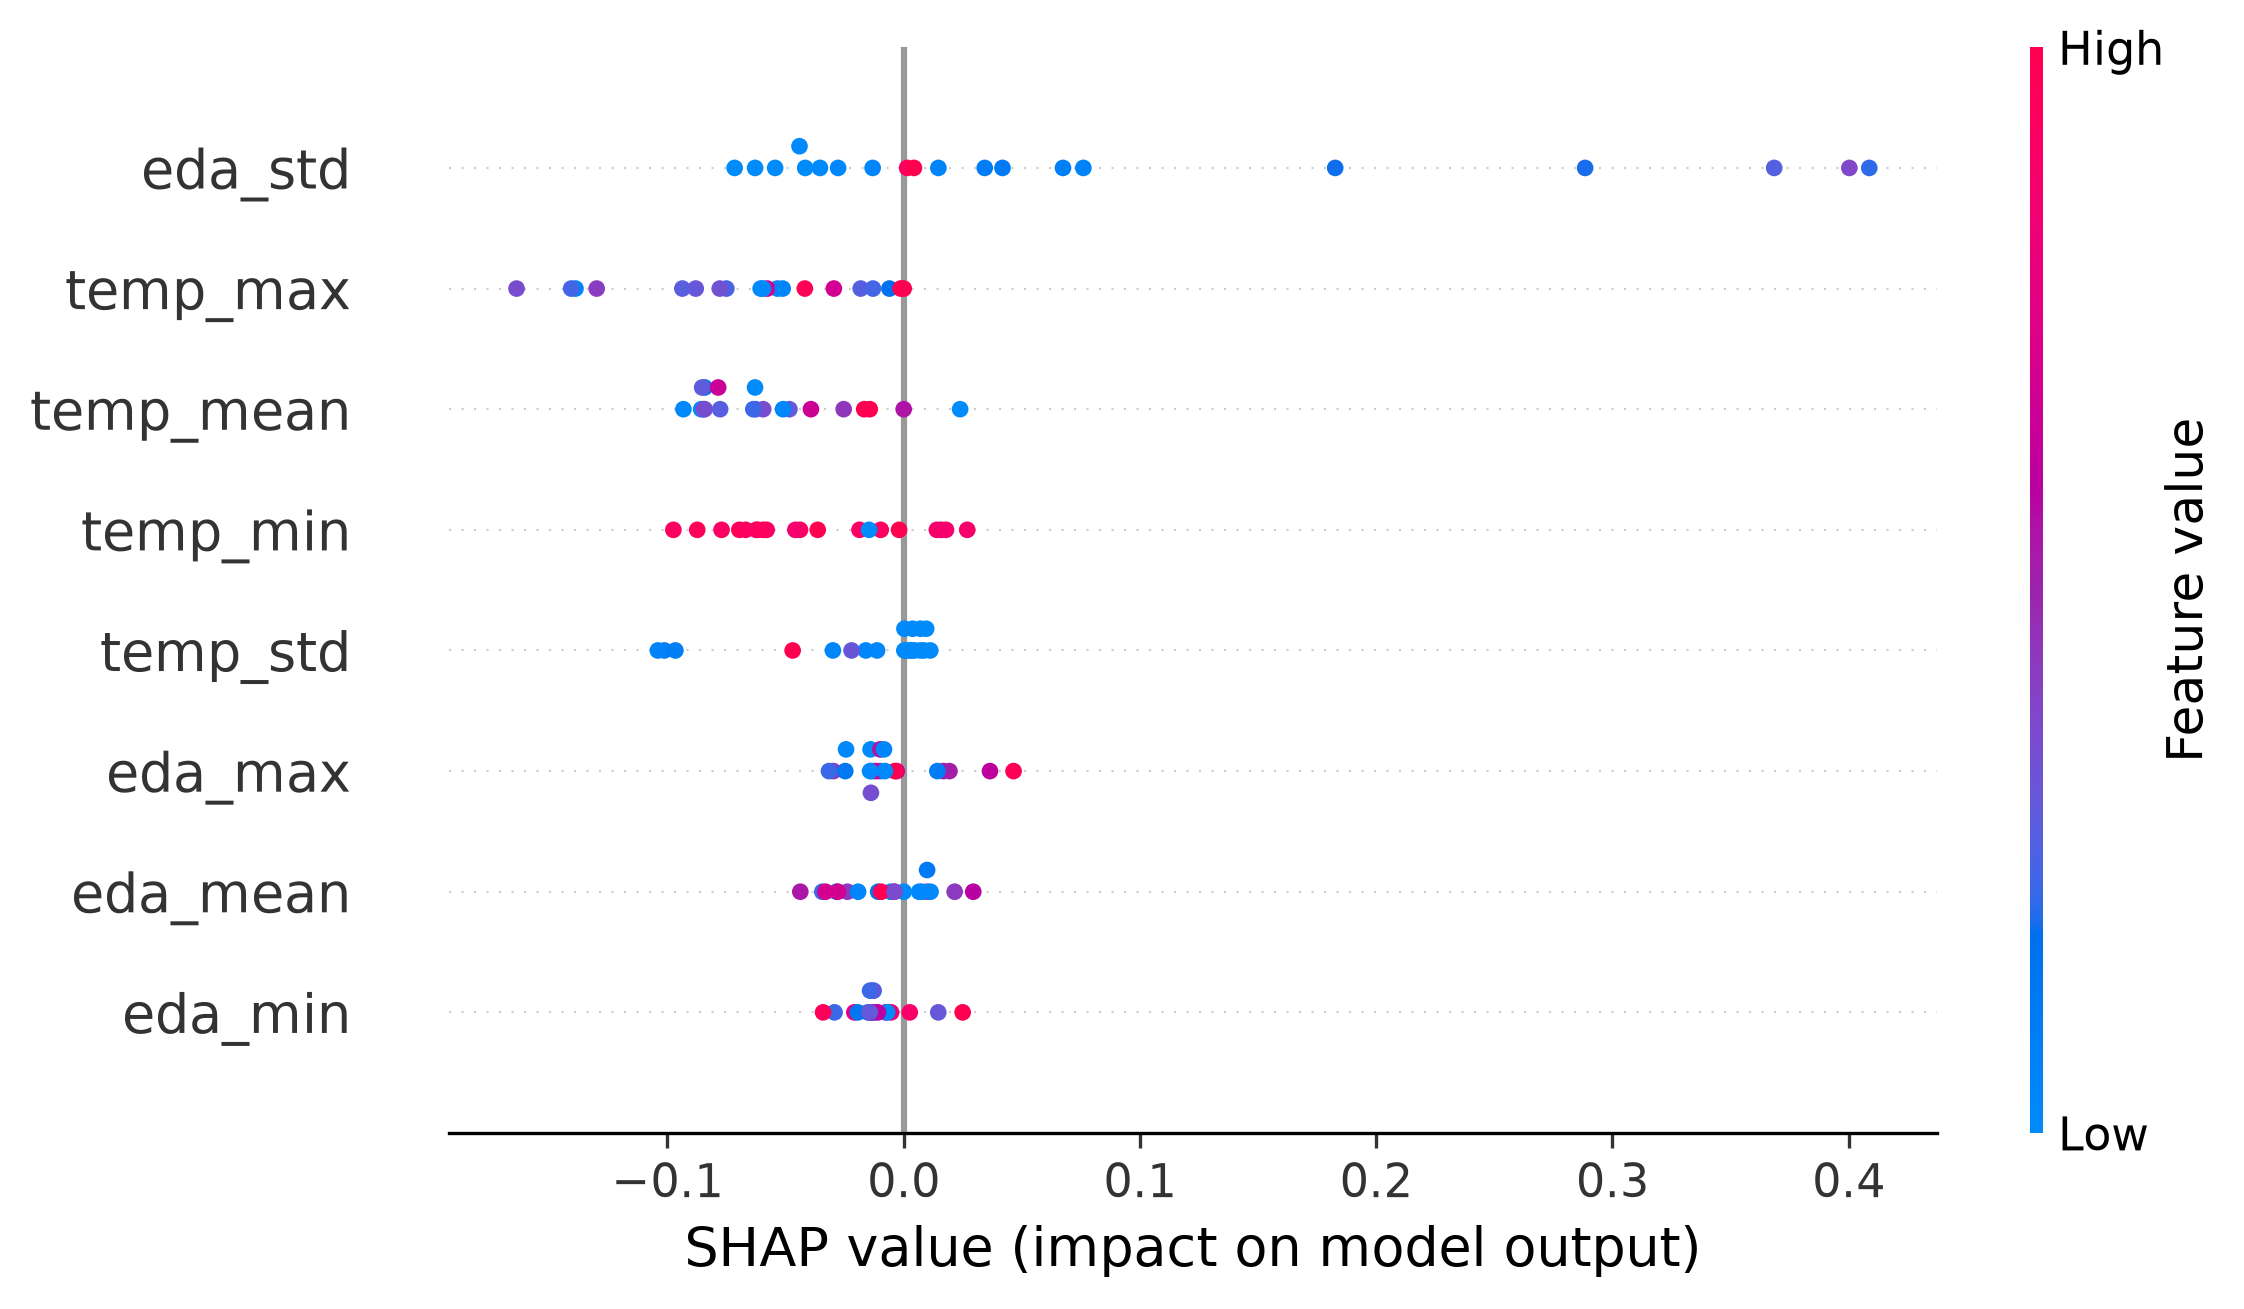 High
eda_std
temp_max
temp_mean
temp_min
temp_std
eda_max
eda_mean
eda_min
Feature value
Low
−0.1 0.0 0.1 0.2 0.3 0.4
SHAP value (impact on model output)